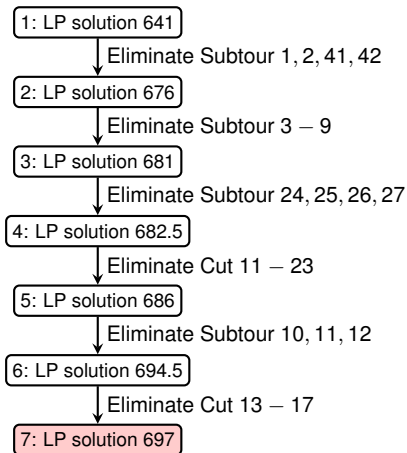 1: LP solution 641
Eliminate Subtour 1, 2, 41, 42
2: LP solution 676
Eliminate Subtour 3 − 9
3: LP solution 681
Eliminate Subtour 24, 25, 26, 27
4: LP solution 682.5
Eliminate Cut 11 − 23
5: LP solution 686
Eliminate Subtour 10, 11, 12
6: LP solution 694.5
Eliminate Cut 13 − 17
7: LP solution 697